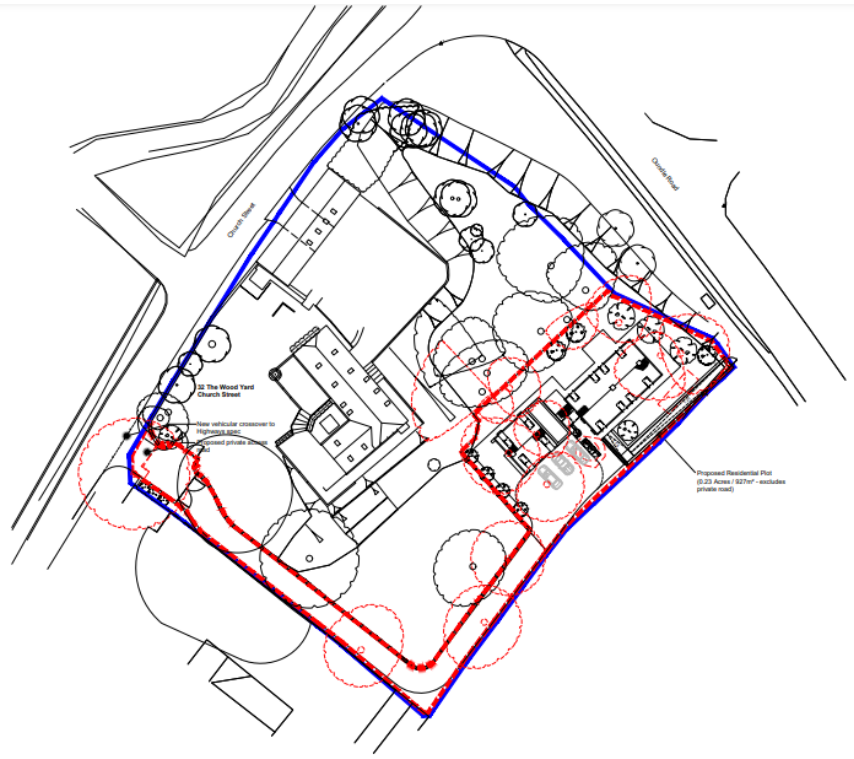 Church Street
32 The Wood Yard
Church Street
New vehicular crossover to
Highways spec
Proposed private access
road
Proposed Residential Plot
(0.23 Acres / 927m² - excludes
private road)